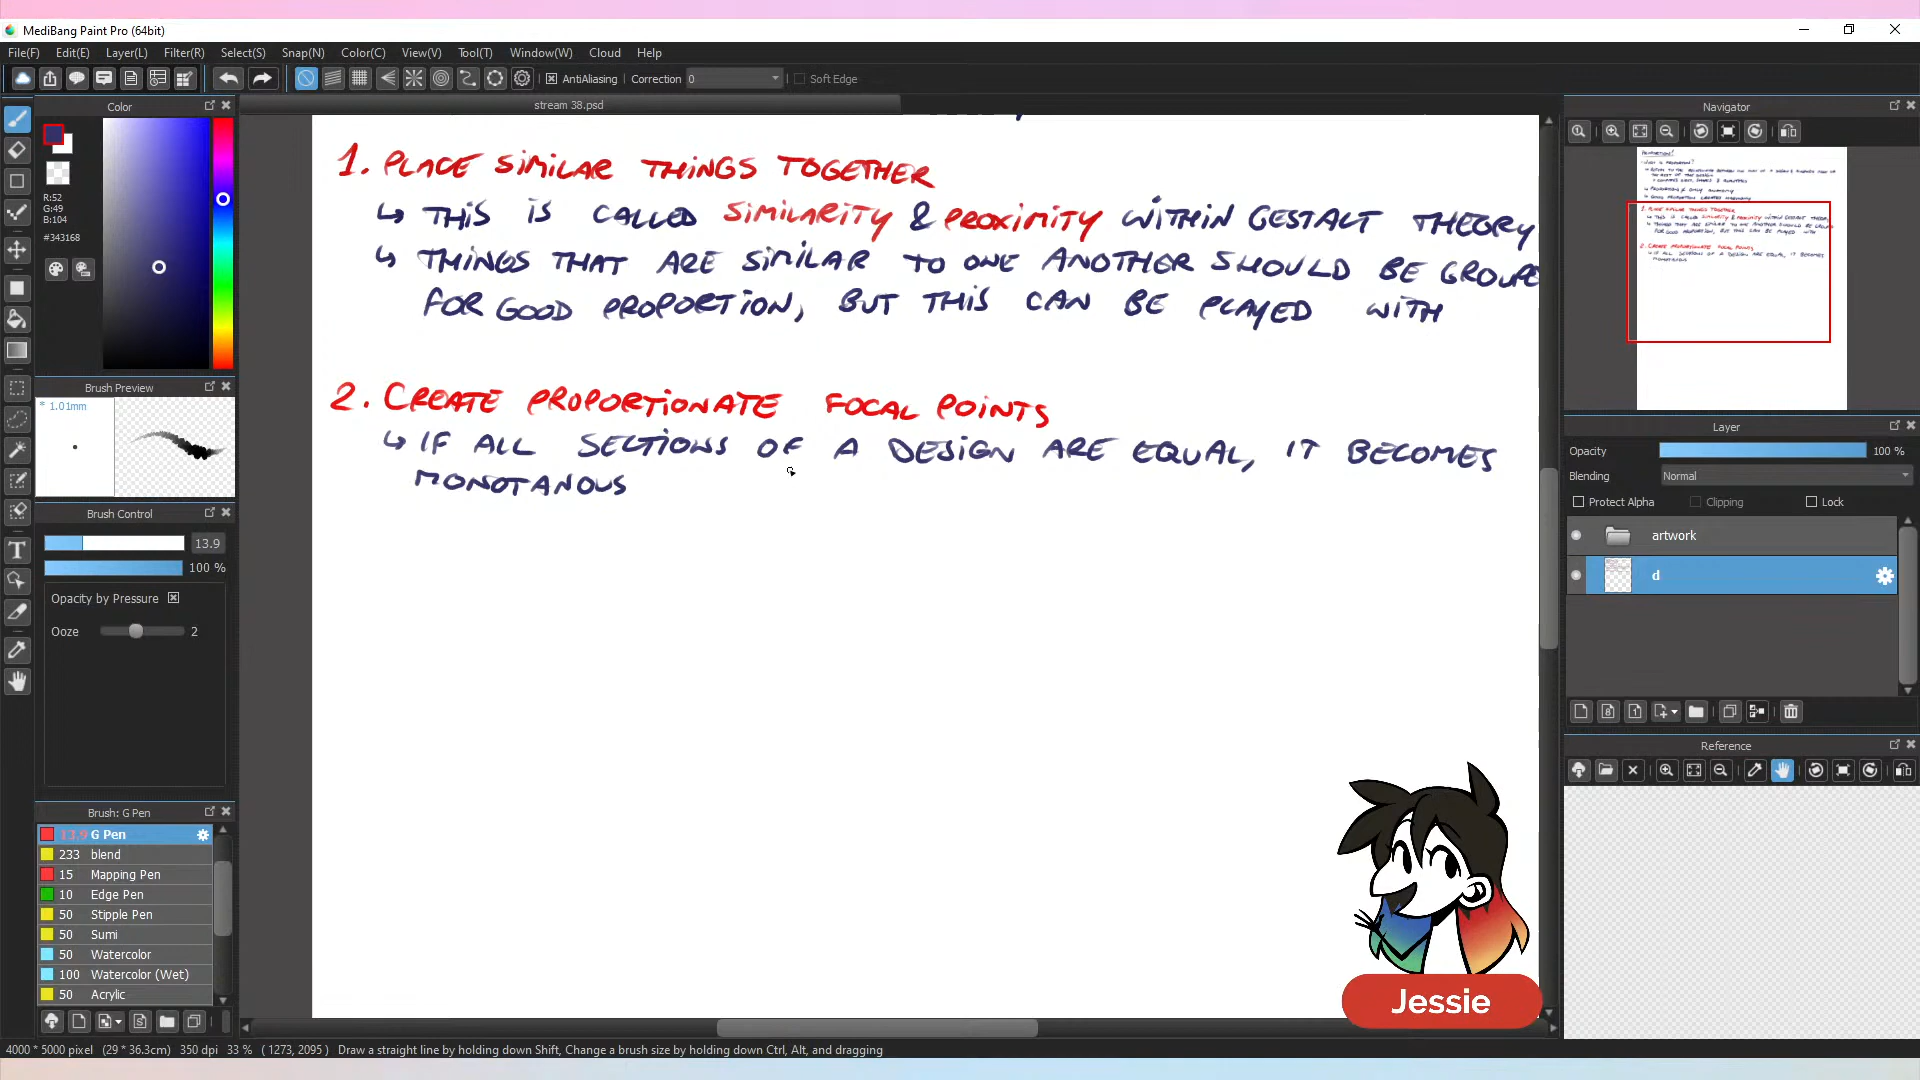 MediBang Paint Pro (64bit)
File(F) Edit(E) Layer(L) Filter(R) Select(S) Snap(N) Color(C) View(V) Tool(T) Window(W) Cloud Help
AntiAliasing Correction 0 Soft Edge
Color
stream 38.psd
Navigator
R:52
G:49
B:104
#343168
1. PLACE SIMILAR THINGS TOGETHER
↳ THIS IS CALLED SIMILARITY & PROXIMITY WITHIN GESTALT THEORY
↳ THINGS THAT ARE SIMILAR TO ONE ANOTHER SHOULD BE GROUPE
FOR GOOD PROPORTION, BUT THIS CAN BE PLAYED WITH
2. CREATE PROPORTIONATE FOCAL POINTS
↳ IF ALL SECTIONS OF A DESIGN ARE EQUAL, IT BECOMES
MONOTANOUS
Brush Preview
* 1.01mm
Brush Control
13.9
100 %
Opacity by Pressure
Ooze 2
Brush: G Pen
13.9 G Pen
233 blend
15 Mapping Pen
10 Edge Pen
50 Stipple Pen
50 Sumi
50 Watercolor
100 Watercolor (Wet)
50 Acrylic
Layer
Opacity 100 %
Blending Normal
Protect Alpha Clipping Lock
artwork
d
Reference
Jessie
4000 * 5000 pixel (29 * 36.3cm) 350 dpi 33 % ( 1273, 2095 ) Draw a straight line by holding down Shift, Change a brush size by holding down Ctrl, Alt, and dragging